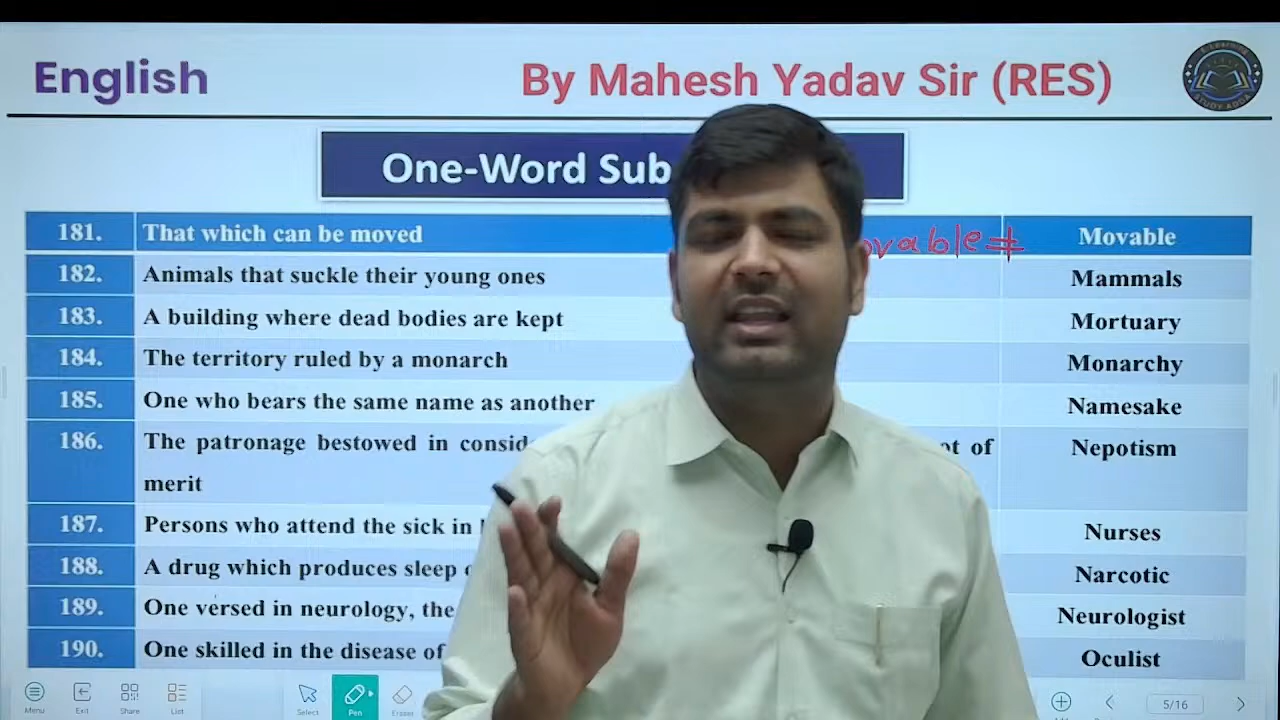 English
By Mahesh Yadav Sir (RES)
E-Learning
STUDY ADDA
One-Word Sub
181. That which can be moved ovable Movable
182. Animals that suckle their young ones Mammals
183. A building where dead bodies are kept Mortuary
184. The territory ruled by a monarch Monarchy
185. One who bears the same name as another Namesake
186. The patronage bestowed in consid ot of Nepotism
merit
187. Persons who attend the sick in Nurses
188. A drug which produces sleep Narcotic
189. One versed in neurology, the Neurologist
190. One skilled in the disease of Oculist
Menu Exit Share List Select Pen Eraser 5/16